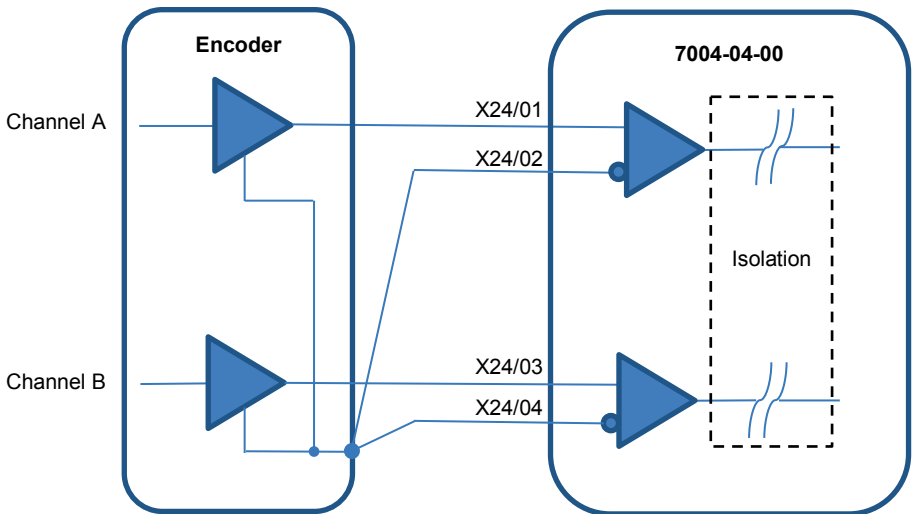 Encoder
7004-04-00
Channel A
X24/01
X24/02
Isolation
Channel B
X24/03
X24/04